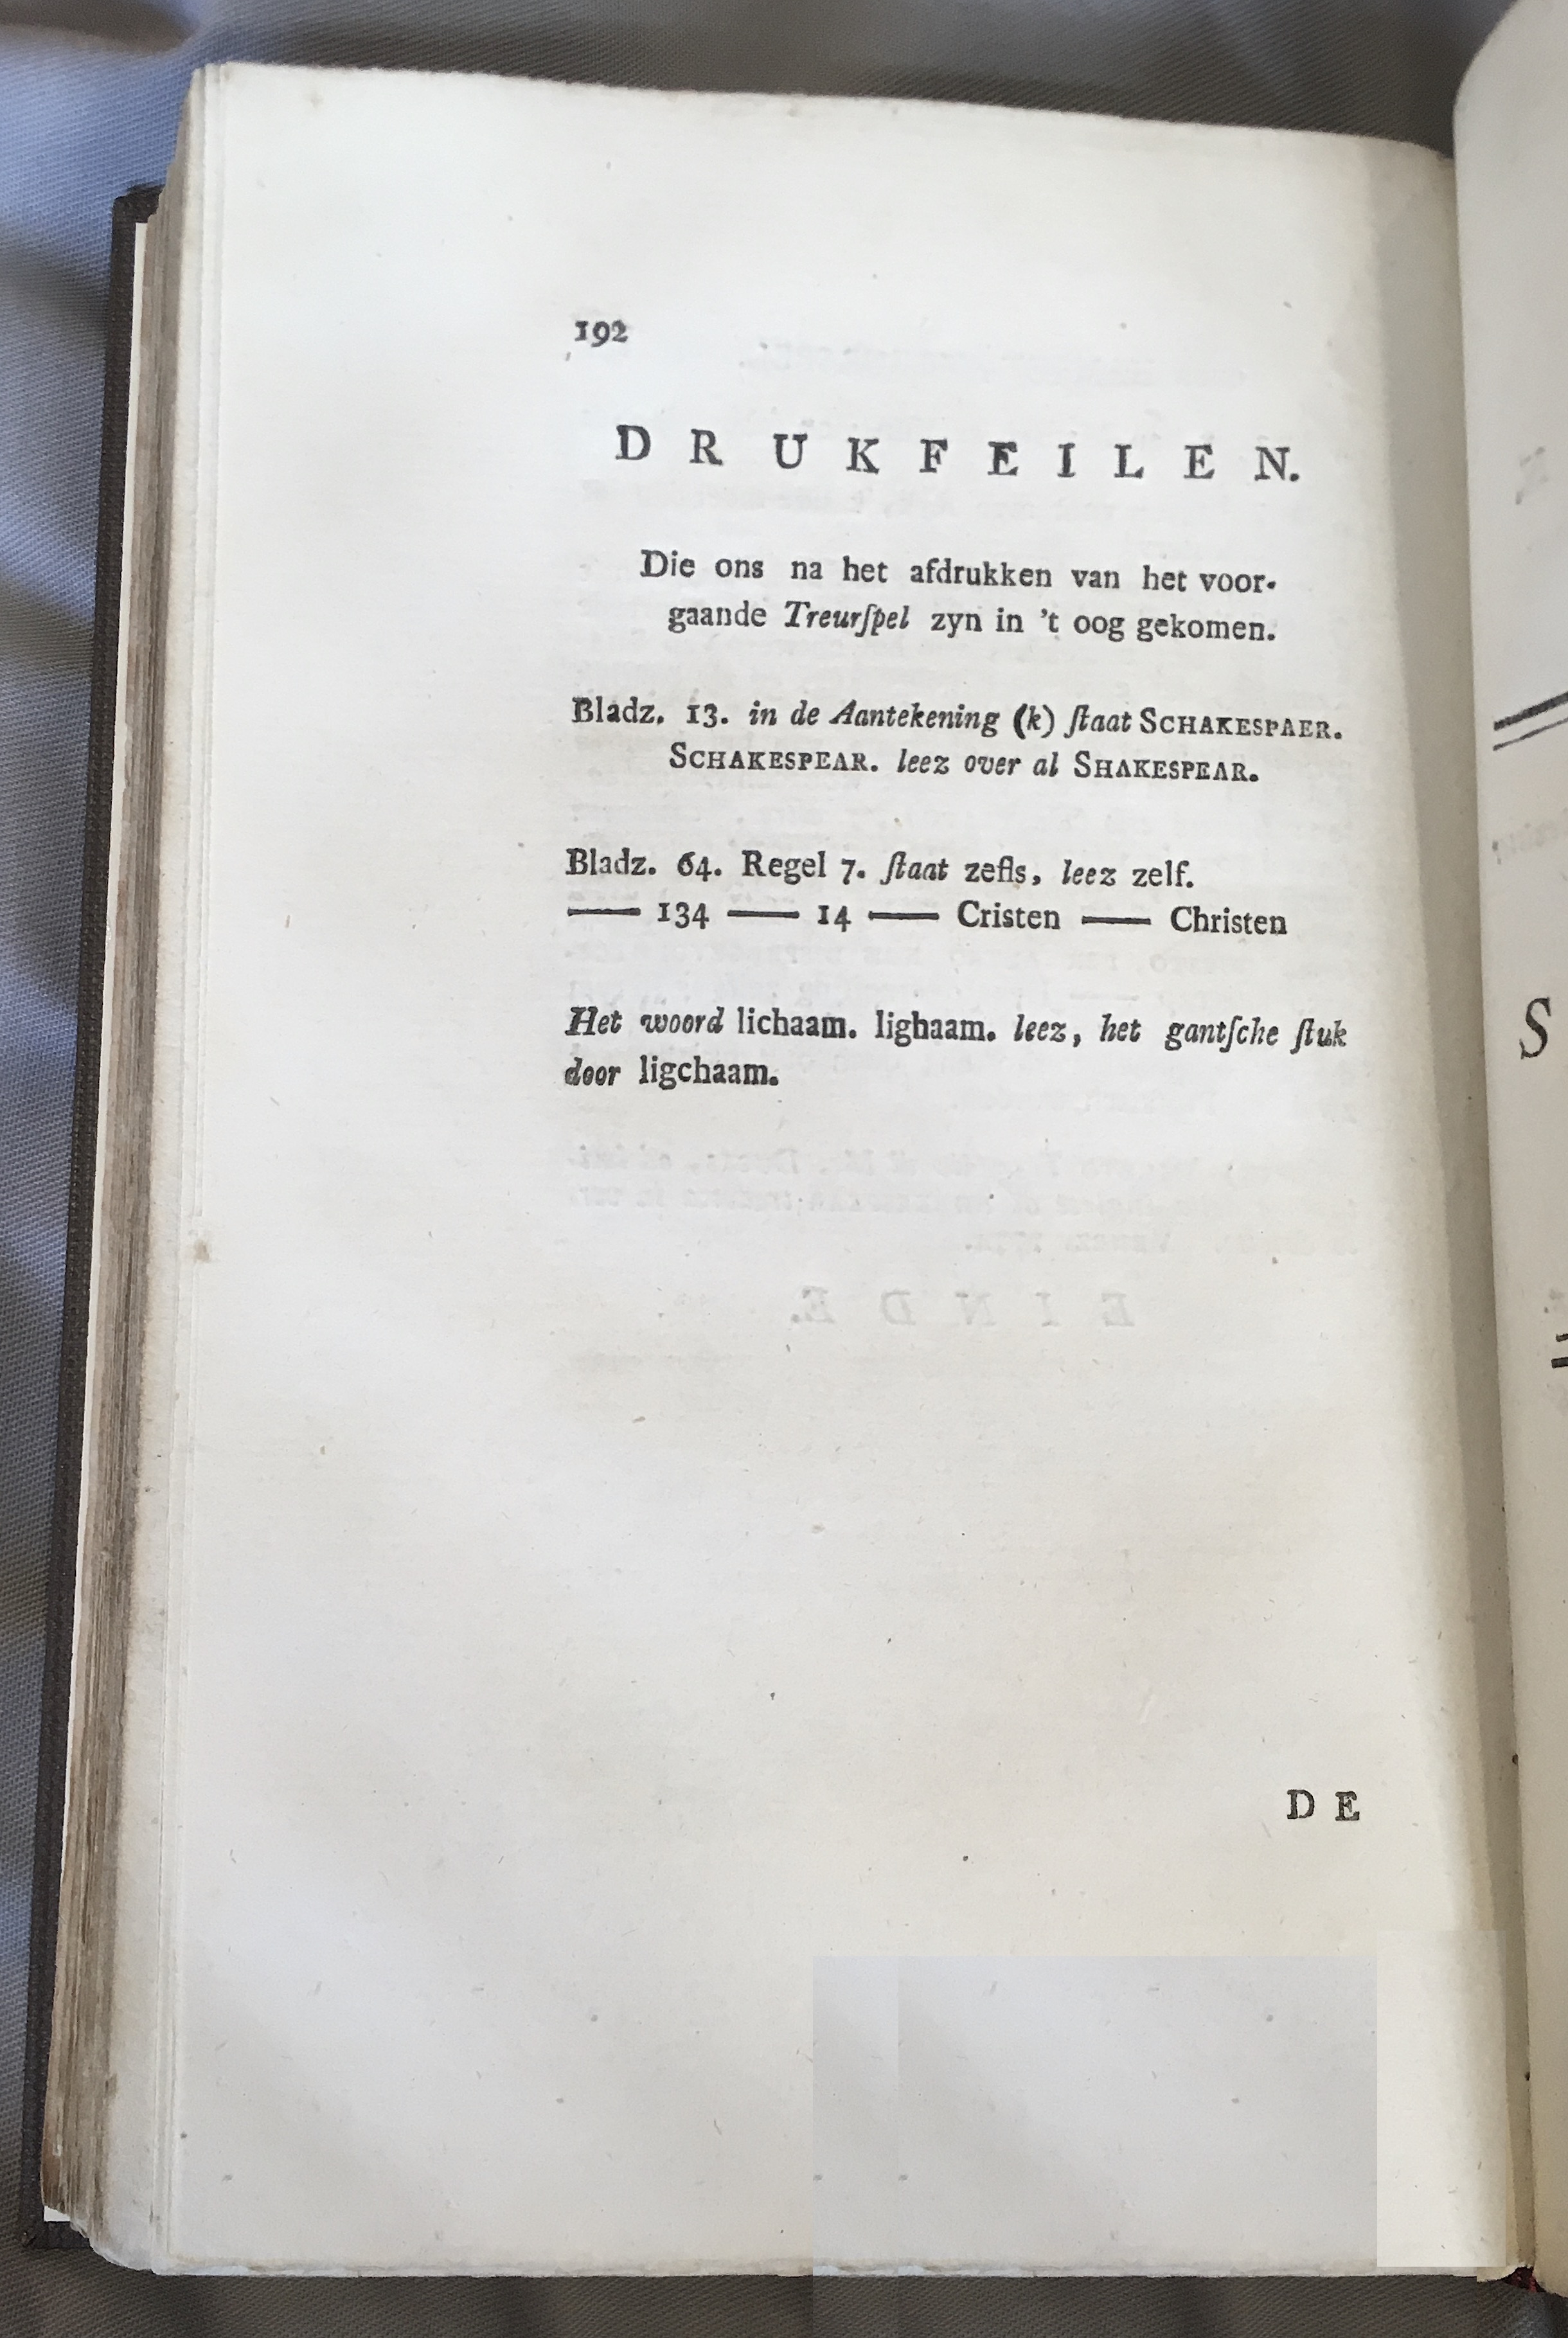 192
DRUKFEILEN.
Die ons na het afdrukken van het voor-
gaande Treurſpel zyn in 't oog gekomen.
Bladz. 13. in de Aantekening (k) ſtaat SCHAKESPAER.
SCHAKESPEAR. leez over al SHAKESPEAR.
Bladz. 64. Regel 7. ſtaat zefls, leez zelf.
—— 134 —— 14 —— Cristen —— Christen
Het woord lichaam. lighaam. leez, het gantſche ſtuk
door ligchaam.
DE
S